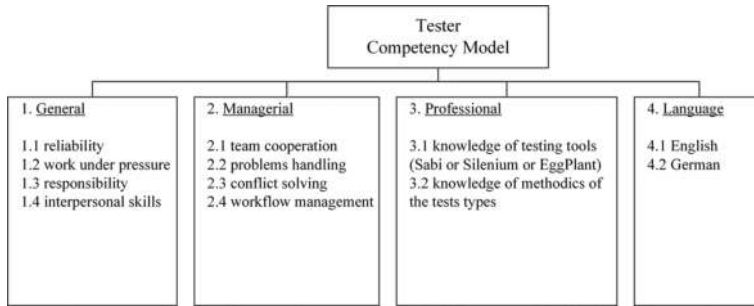 Tester
Competency Model
1. General
1.1 reliability
1.2 work under pressure
1.3 responsibility
1.4 interpersonal skills
2. Managerial
2.1 team cooperation
2.2 problems handling
2.3 conflict solving
2.4 workflow management
3. Professional
3.1 knowledge of testing tools
(Sabi or Silenium or EggPlant)
3.2 knowledge of methodics of
the tests types
4. Language
4.1 English
4.2 German